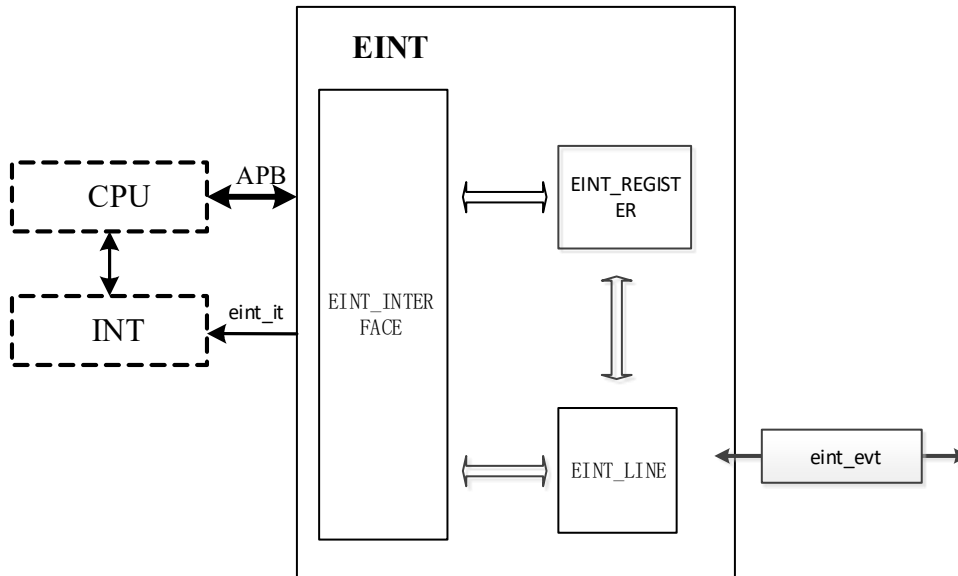 EINT
APB
CPU
EINT_REGIST
ER
EINT_INTER
FACE
eint_it
INT
EINT_LINE
eint_evt